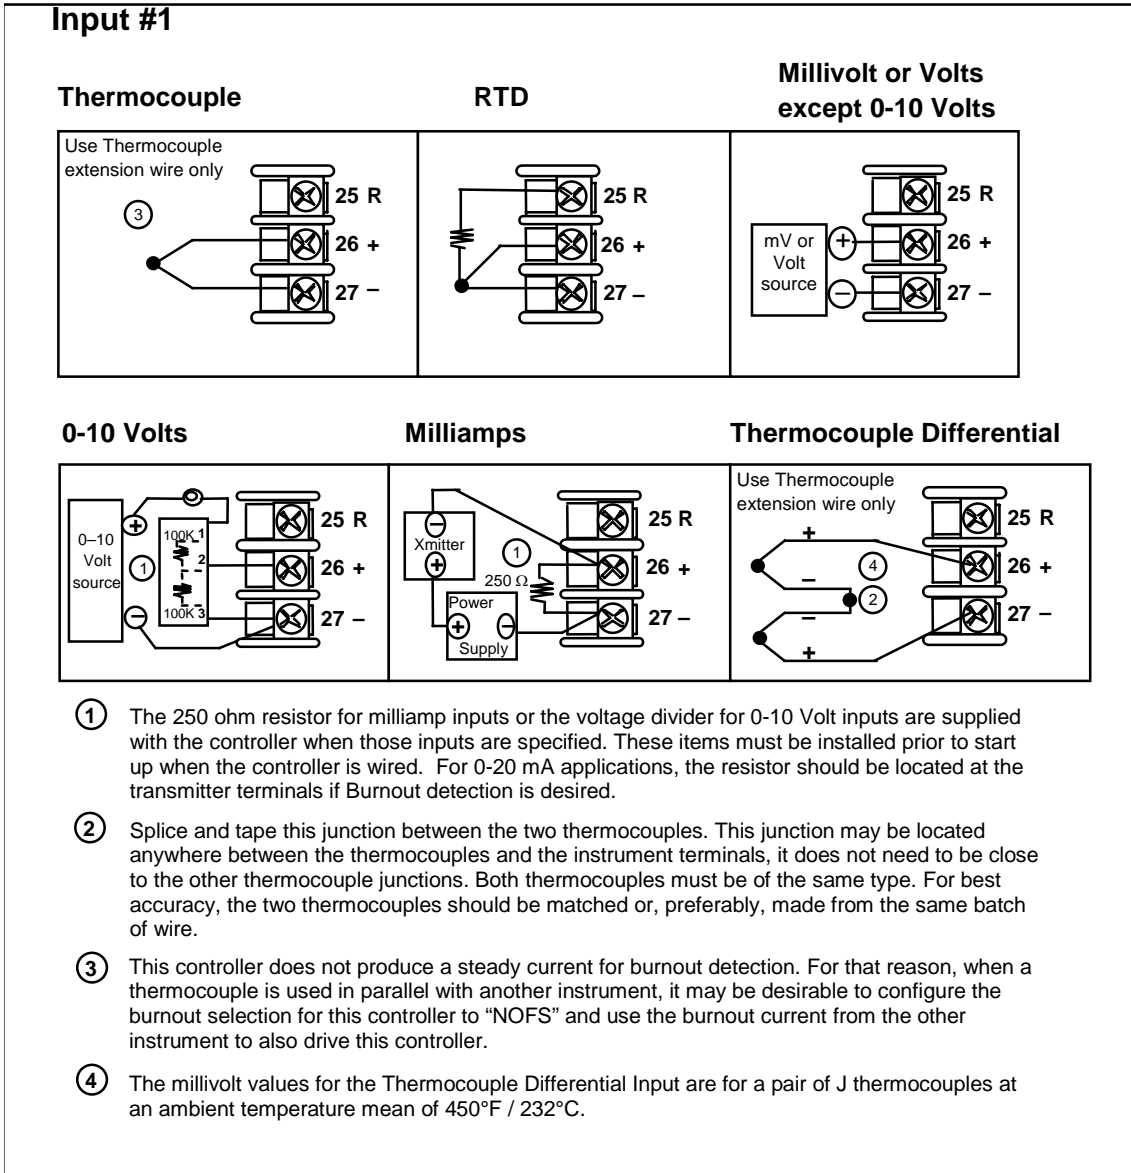 Input #1
Thermocouple
RTD
Millivolt or Volts
except 0-10 Volts
Use Thermocouple
extension wire only
3
25 R
26 +
27 –
25 R
26 +
27 –
mV or
Volt
source
+
–
25 R
26 +
27 –
0-10 Volts
Milliamps
Thermocouple Differential
0–10
Volt
source
+
–
1
100K 1
2
100K 3
25 R
26 +
27 –
–
Xmitter
+
1
250 Ω
Power
+ –
Supply
25 R
26 +
27 –
Use Thermocouple
extension wire only
+
–
4
2
–
+
25 R
26 +
27 –
1 The 250 ohm resistor for milliamp inputs or the voltage divider for 0-10 Volt inputs are supplied
with the controller when those inputs are specified. These items must be installed prior to start
up when the controller is wired. For 0-20 mA applications, the resistor should be located at the
transmitter terminals if Burnout detection is desired.
2 Splice and tape this junction between the two thermocouples. This junction may be located
anywhere between the thermocouples and the instrument terminals, it does not need to be close
to the other thermocouple junctions. Both thermocouples must be of the same type. For best
accuracy, the two thermocouples should be matched or, preferably, made from the same batch
of wire.
3 This controller does not produce a steady current for burnout detection. For that reason, when a
thermocouple is used in parallel with another instrument, it may be desirable to configure the
burnout selection for this controller to “NOFS” and use the burnout current from the other
instrument to also drive this controller.
4 The millivolt values for the Thermocouple Differential Input are for a pair of J thermocouples at
an ambient temperature mean of 450°F / 232°C.